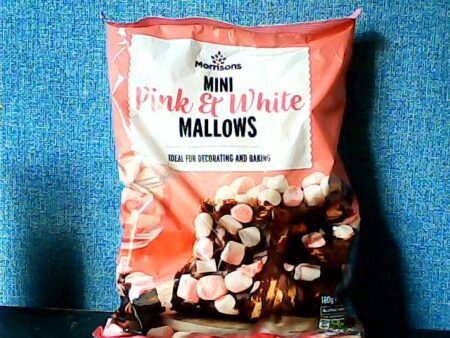 Morrisons
MINI
Pink & White
MALLOWS
IDEAL FOR DECORATING AND BAKING
180g